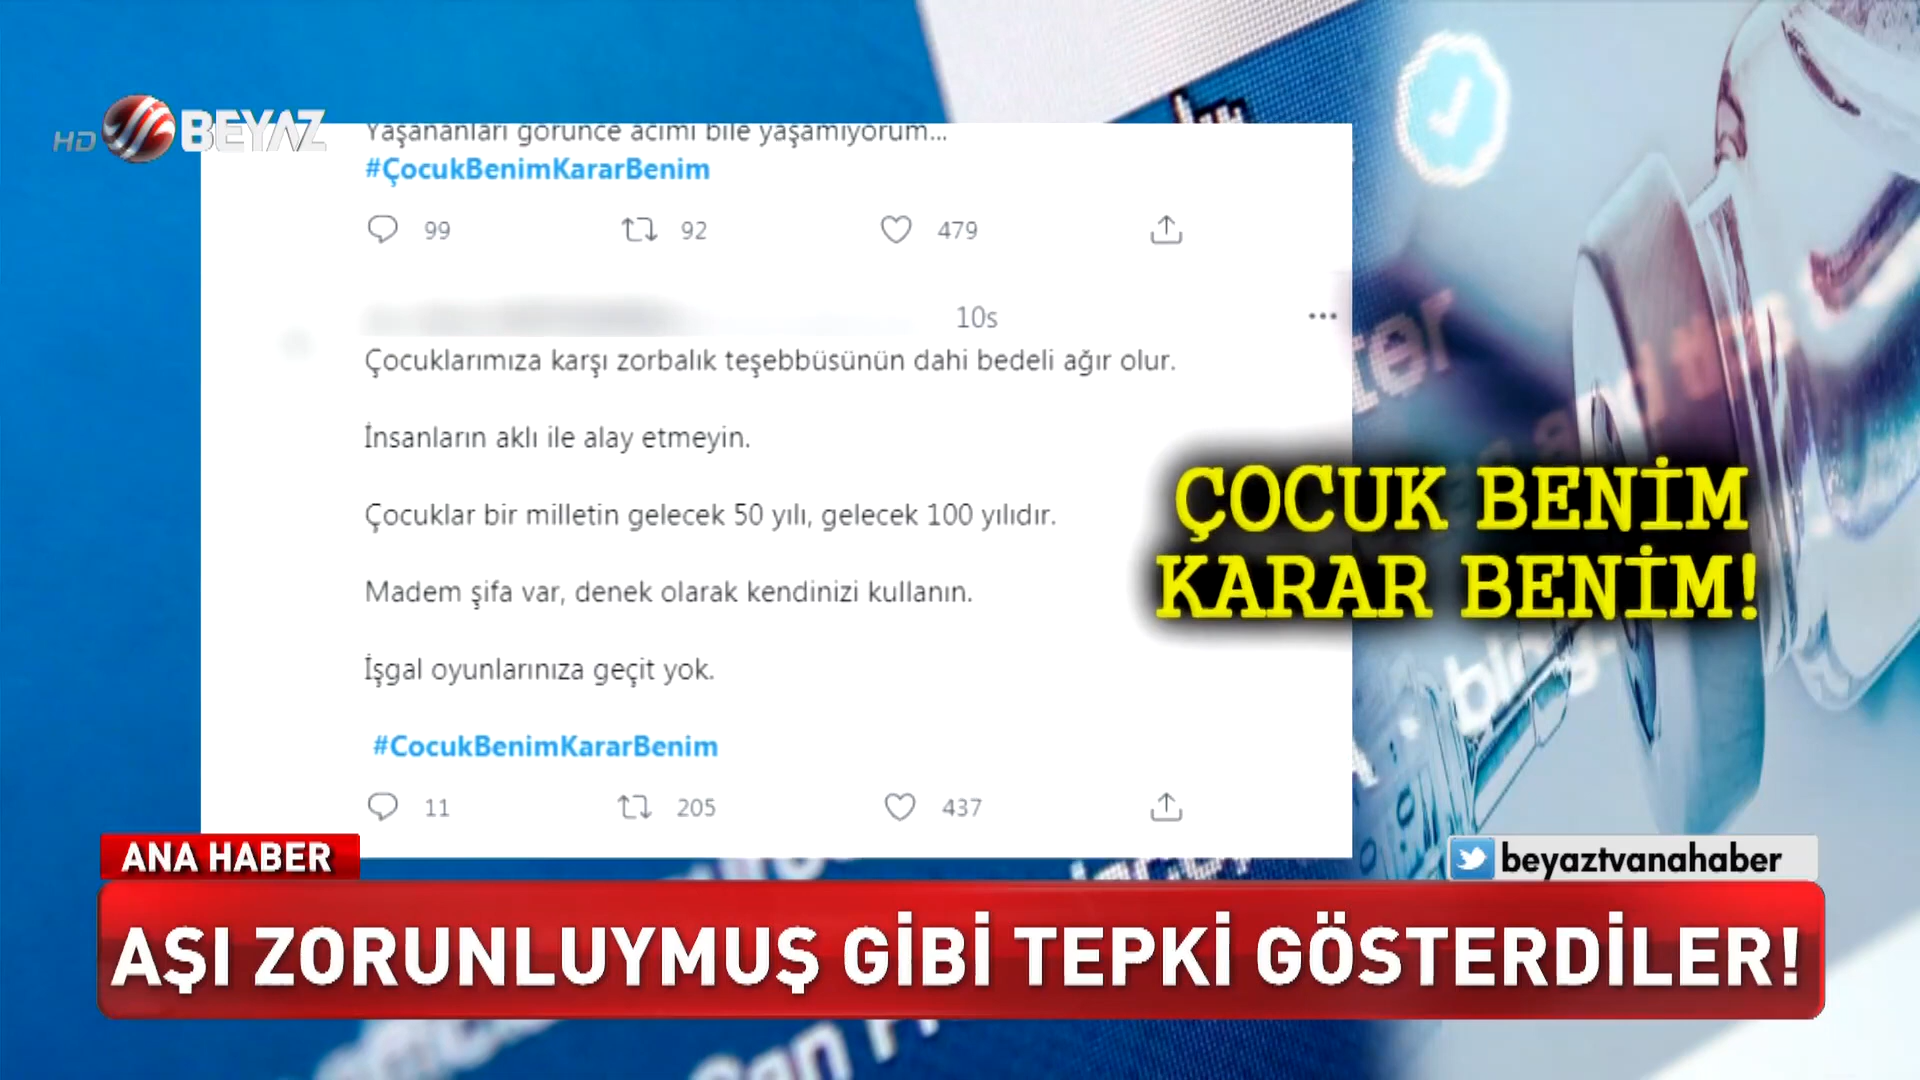 HD BEYAZ
Yaşananları görünce acımı bile yaşamıyorum...
#ÇocukBenimKararBenim
99 92 479
10s
Çocuklarımıza karşı zorbalık teşebbüsünün dahi bedeli ağır olur.
İnsanların aklı ile alay etmeyin.
Çocuklar bir milletin gelecek 50 yılı, gelecek 100 yılıdır.
Madem şifa var, denek olarak kendinizi kullanın.
İşgal oyunlarınıza geçit yok.
#CocukBenimKararBenim
11 205 437
ÇOCUK BENİM
KARAR BENİM!
ANA HABER
beyaztvanahaber
AŞI ZORUNLUYMUŞ GİBİ TEPKİ GÖSTERDİLER!